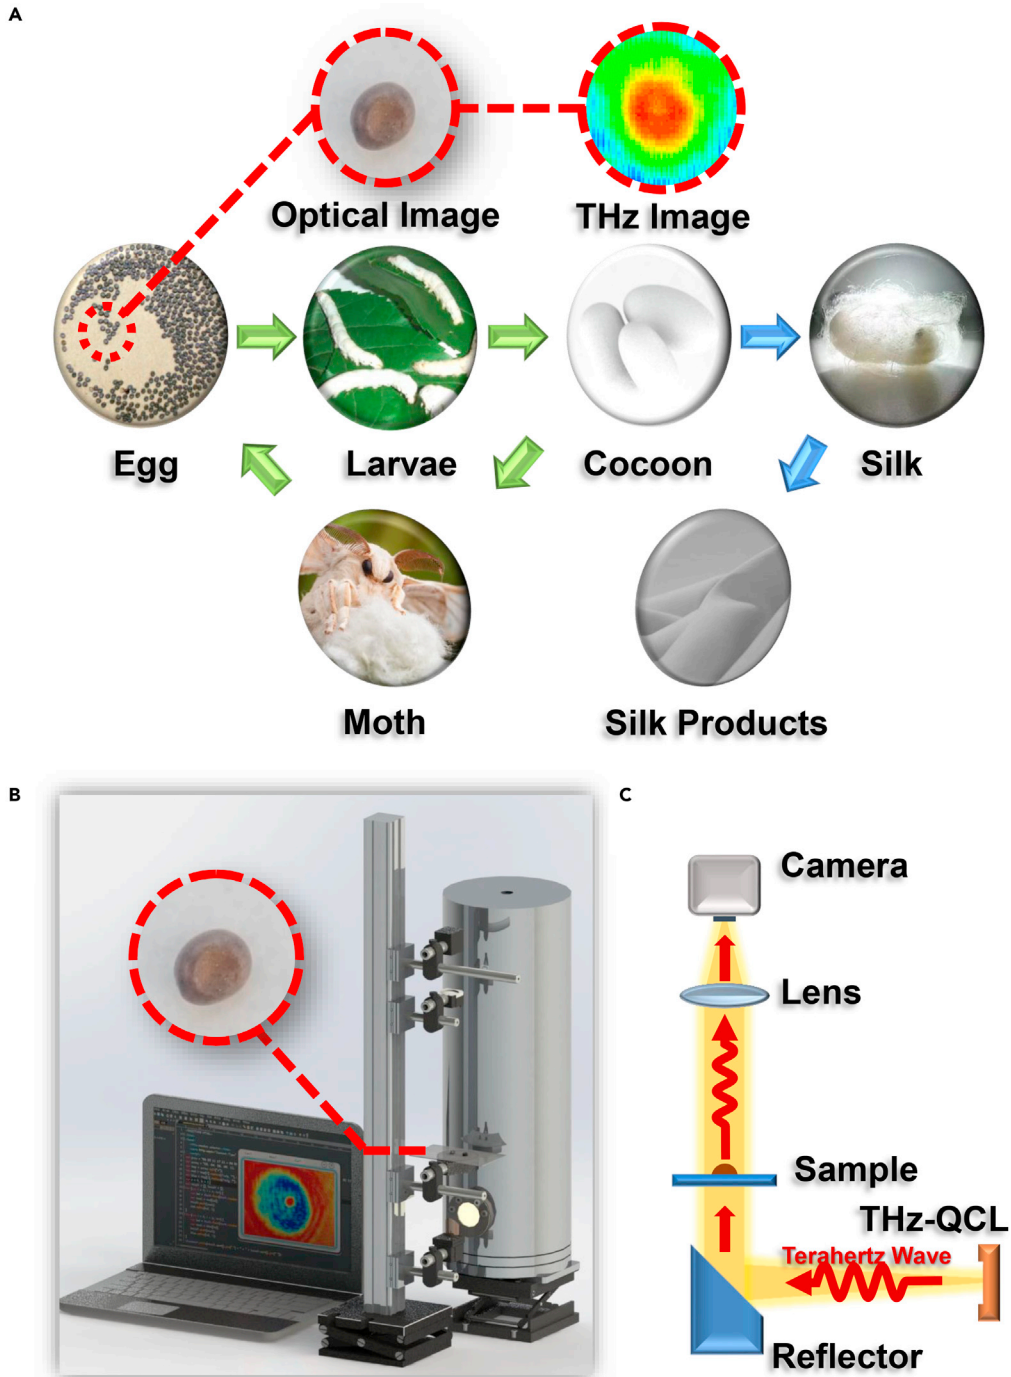 A
Optical Image
THz Image
Egg
Larvae
Cocoon
Silk
Moth
Silk Products
B
C
Camera
Lens
Sample
THz-QCL
Terahertz Wave
Reflector